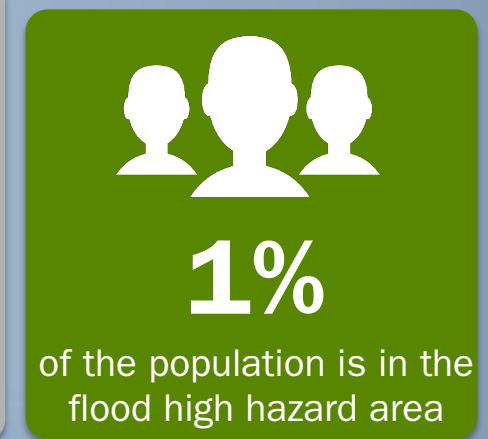 1%
of the population is in the
flood high hazard area